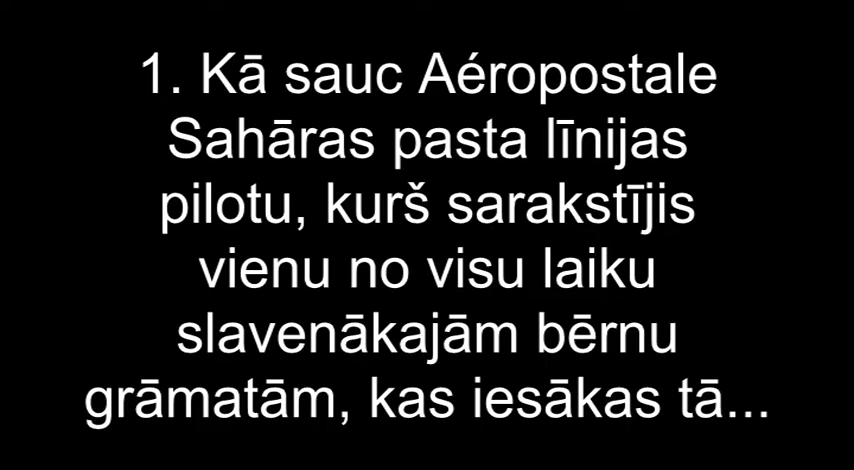 1. Kā sauc Aéropostale
Sahāras pasta līnijas
pilotu, kurš sarakstījis
vienu no visu laiku
slavenākajām bērnu
grāmatām, kas iesākas tā...